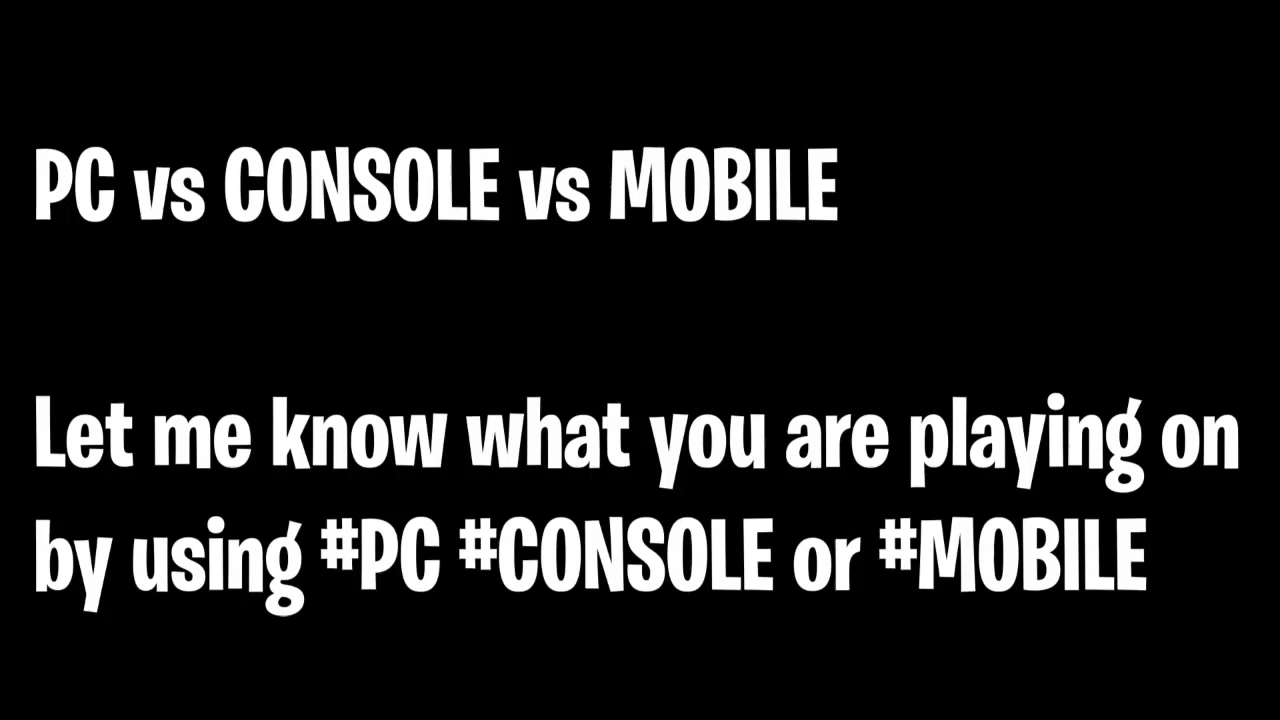 PC vs CONSOLE vs MOBILE
Let me know what you are playing on
by using #PC #CONSOLE or #MOBILE